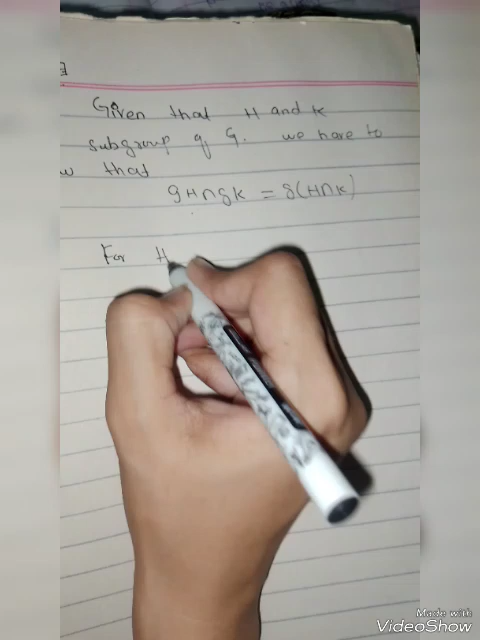 Given that H and K
subgroup of G. we have to
w that
gH∩gK = g(H∩K)
For H
Made with
VideoShow